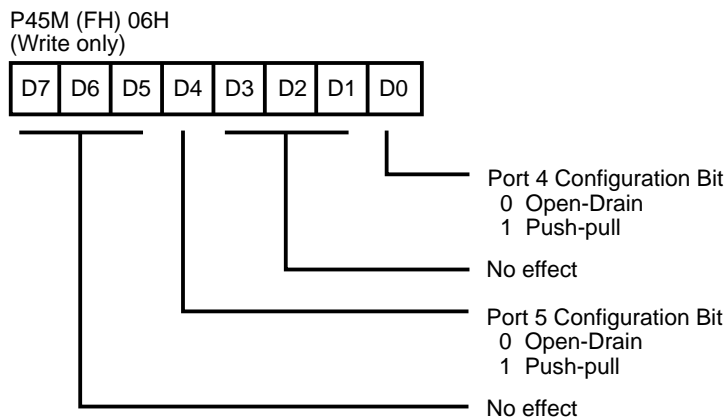 P45M (FH) 06H
(Write only)
D7 D6 D5 D4 D3 D2 D1 D0
Port 4 Configuration Bit
0 Open-Drain
1 Push-pull
No effect
Port 5 Configuration Bit
0 Open-Drain
1 Push-pull
No effect